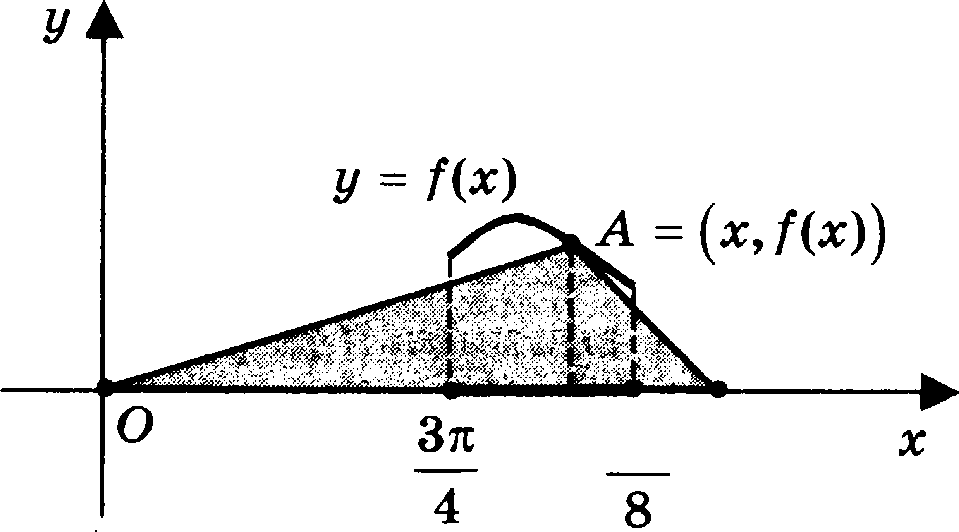 y
y = f(x)
A = (x, f(x))
O
x
3π
4
8